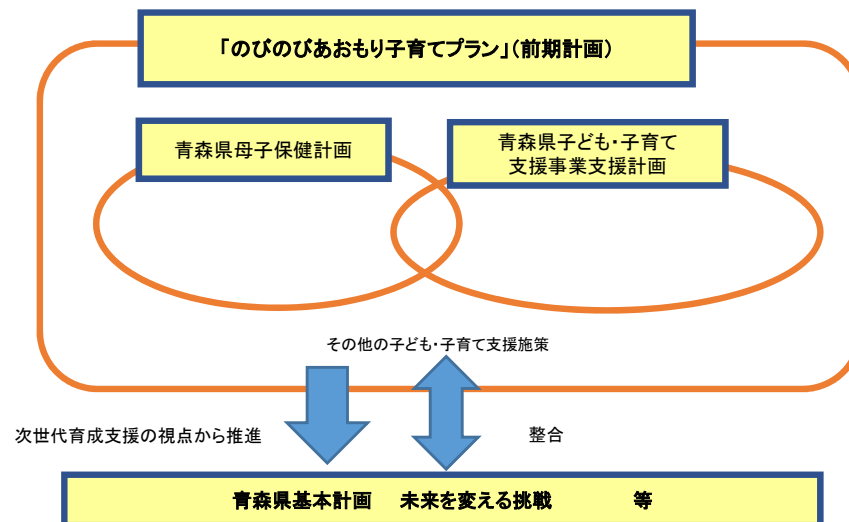 「のびのびあおもり子育てプラン」(前期計画)
青森県母子保健計画
青森県子ども・子育て
支援事業支援計画
その他の子ども・子育て支援施策
次世代育成支援の視点から推進
整合
青森県基本計画　未来を変える挑戦　　　　等